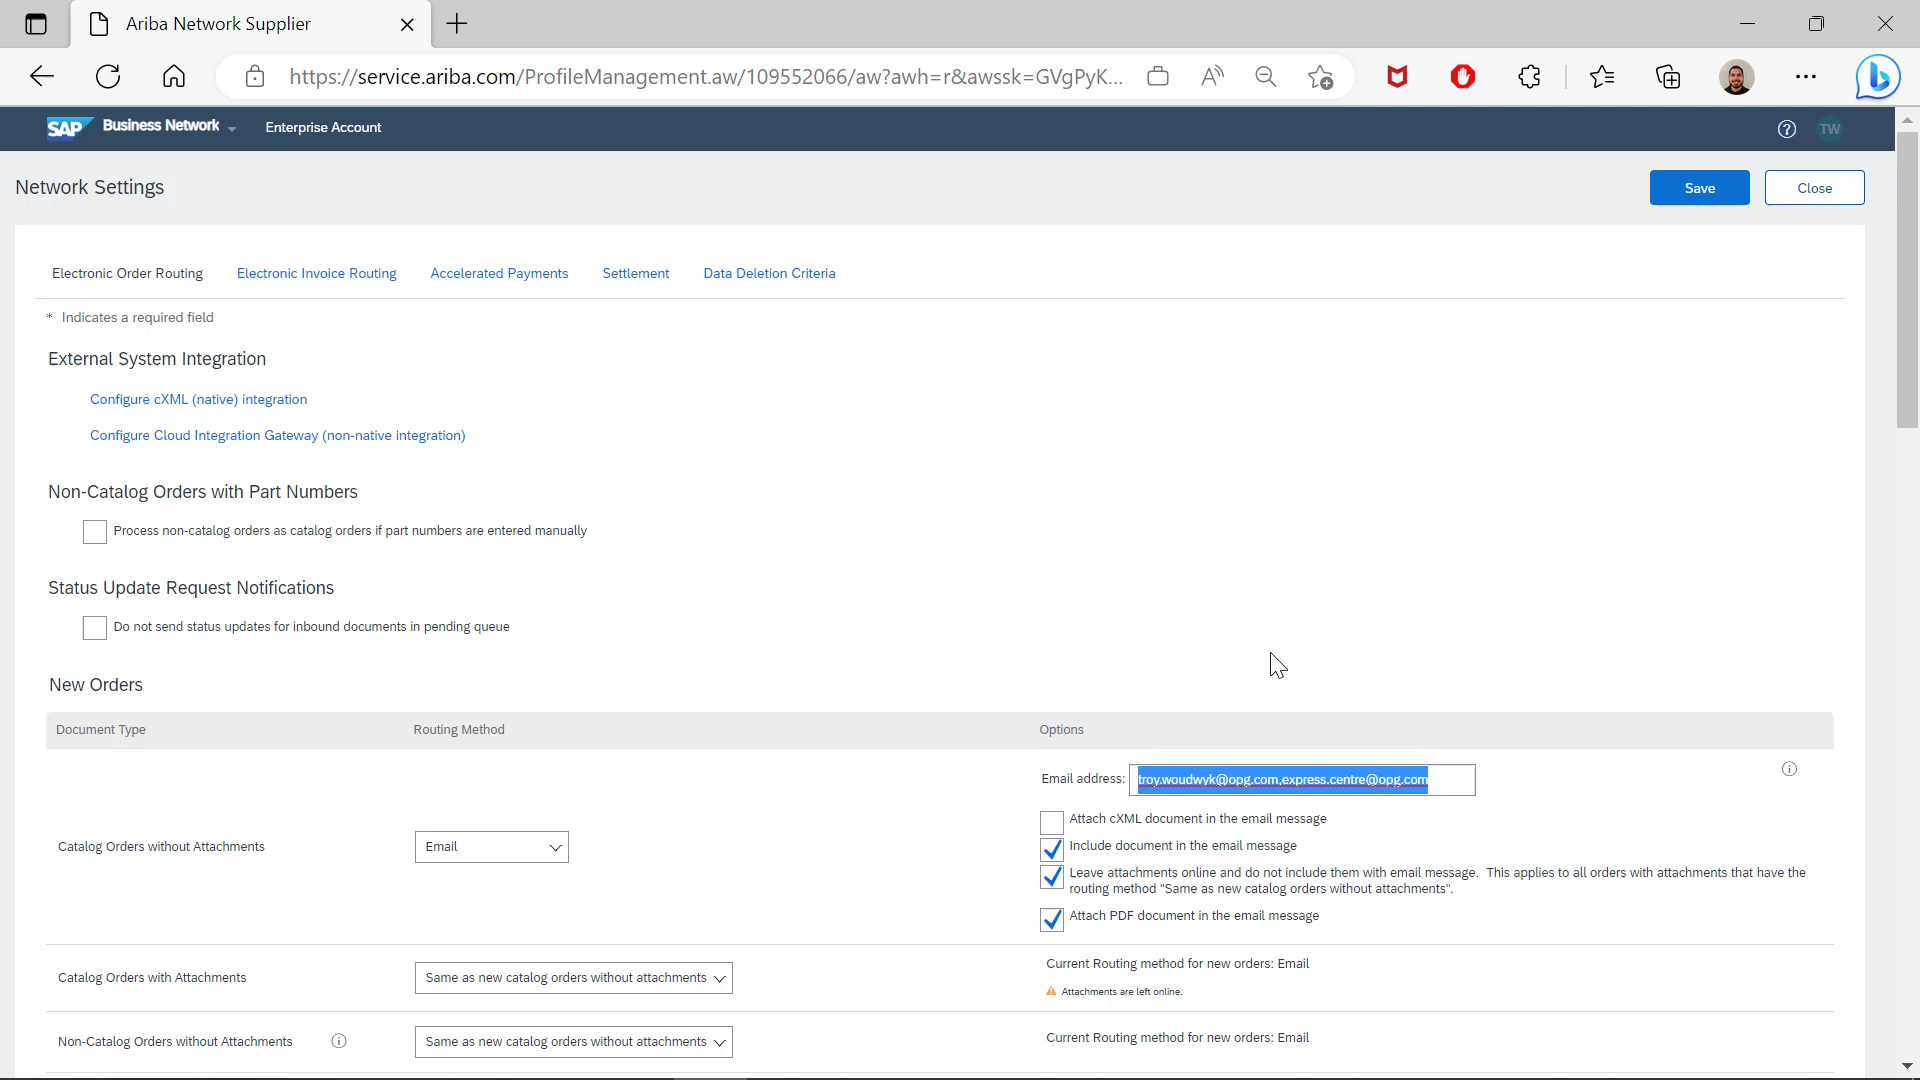 Ariba Network Supplier
https://service.ariba.com/ProfileManagement.aw/109552066/aw?awh=r&awssk=GVgPyK...
SAP Business Network Enterprise Account
TW
Network Settings
Save
Close
Electronic Order Routing Electronic Invoice Routing Accelerated Payments Settlement Data Deletion Criteria
* Indicates a required field
External System Integration
Configure cXML (native) integration
Configure Cloud Integration Gateway (non-native integration)
Non-Catalog Orders with Part Numbers
Process non-catalog orders as catalog orders if part numbers are entered manually
Status Update Request Notifications
Do not send status updates for inbound documents in pending queue
New Orders
Document Type Routing Method Options
Email address: troy.woudwyk@opg.com,express.centre@opg.com
Attach cXML document in the email message
Catalog Orders without Attachments Email Include document in the email message
Leave attachments online and do not include them with email message. This applies to all orders with attachments that have the
routing method "Same as new catalog orders without attachments".
Attach PDF document in the email message
Catalog Orders with Attachments Same as new catalog orders without attachments Current Routing method for new orders: Email
Attachments are left online.
Non-Catalog Orders without Attachments Same as new catalog orders without attachments Current Routing method for new orders: Email